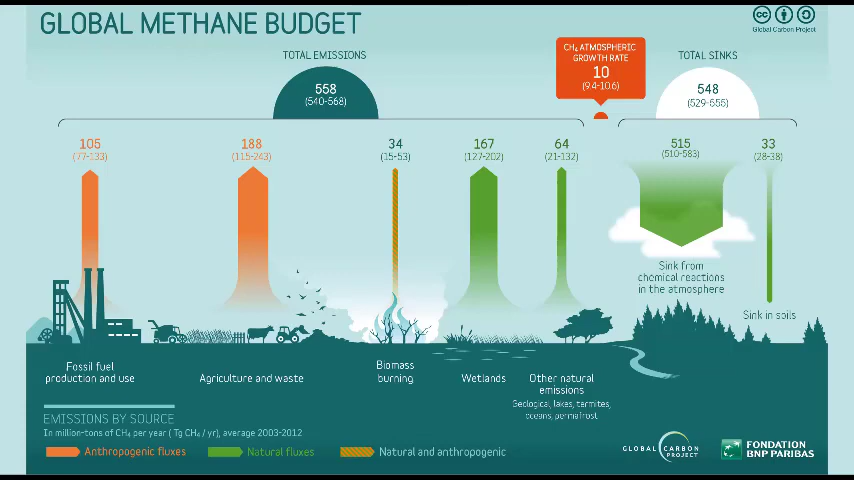 GLOBAL METHANE BUDGET
Global Carbon Project
TOTAL EMISSIONS
558
(540-568)
CH₄ ATMOSPHERIC
GROWTH RATE
10
(9.4-10.6)
TOTAL SINKS
548
(529-555)
105
(77-133)
188
(115-243)
34
(15-53)
167
(127-202)
64
(21-132)
515
(510-583)
33
(28-38)
Sink from
chemical reactions
in the atmosphere
Sink in soils
Fossil fuel
production and use
Agriculture and waste
Biomass
burning
Wetlands
Other natural
emissions
Geological, lakes, termites,
oceans, permafrost
EMISSIONS BY SOURCE
In million-tons of CH₄ per year ( Tg CH₄ / yr), average 2003-2012
Anthropogenic fluxes
Natural fluxes
Natural and anthropogenic
GLOBAL CARBON
PROJECT
FONDATION
BNP PARIBAS